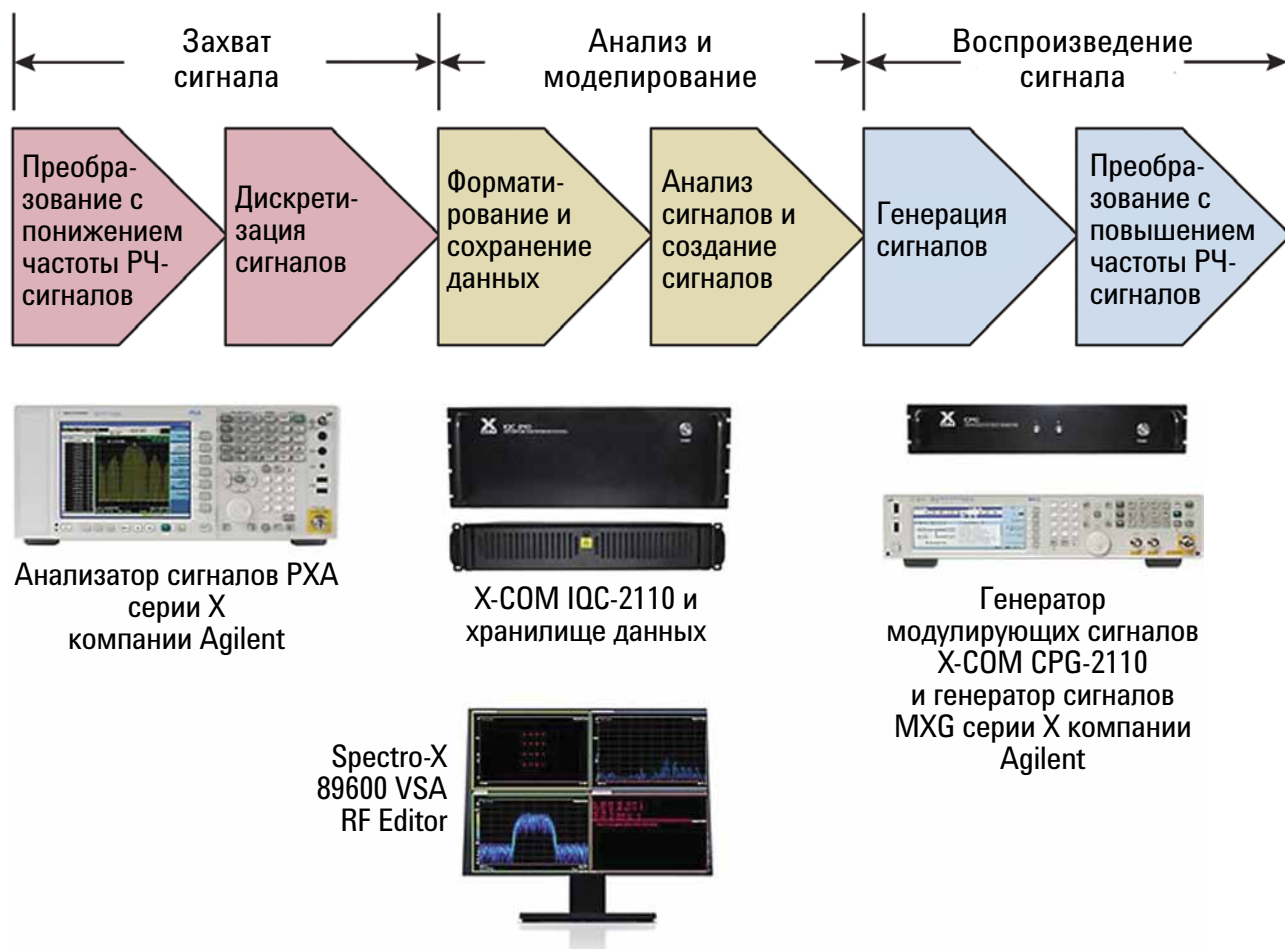 Захват
сигнала
Анализ и
моделирование
Воспроизведение
сигнала
Преобра-
зование с
понижением
частоты РЧ-
сигналов
Дискрети-
зация
сигналов
Формати-
рование и
сохранение
данных
Анализ
сигналов и
создание
сигналов
Генерация
сигналов
Преобра-
зование с
повышением
частоты РЧ-
сигналов
PXA
X
X
CPG
Анализатор сигналов PXA
серии X
компании Agilent
X-COM IQC-2110 и
хранилище данных
Генератор
модулирующих сигналов
X-COM CPG-2110
и генератор сигналов
MXG серии X компании
Agilent
Spectro-X
89600 VSA
RF Editor